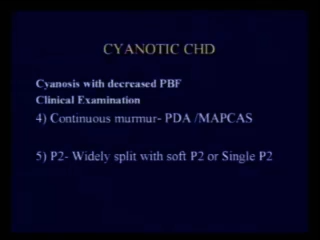 CYANOTIC CHD
Cyanosis with decreased PBF
Clinical Examination
4) Continuous murmur- PDA /MAPCAS
5) P2- Widely split with soft P2 or Single P2